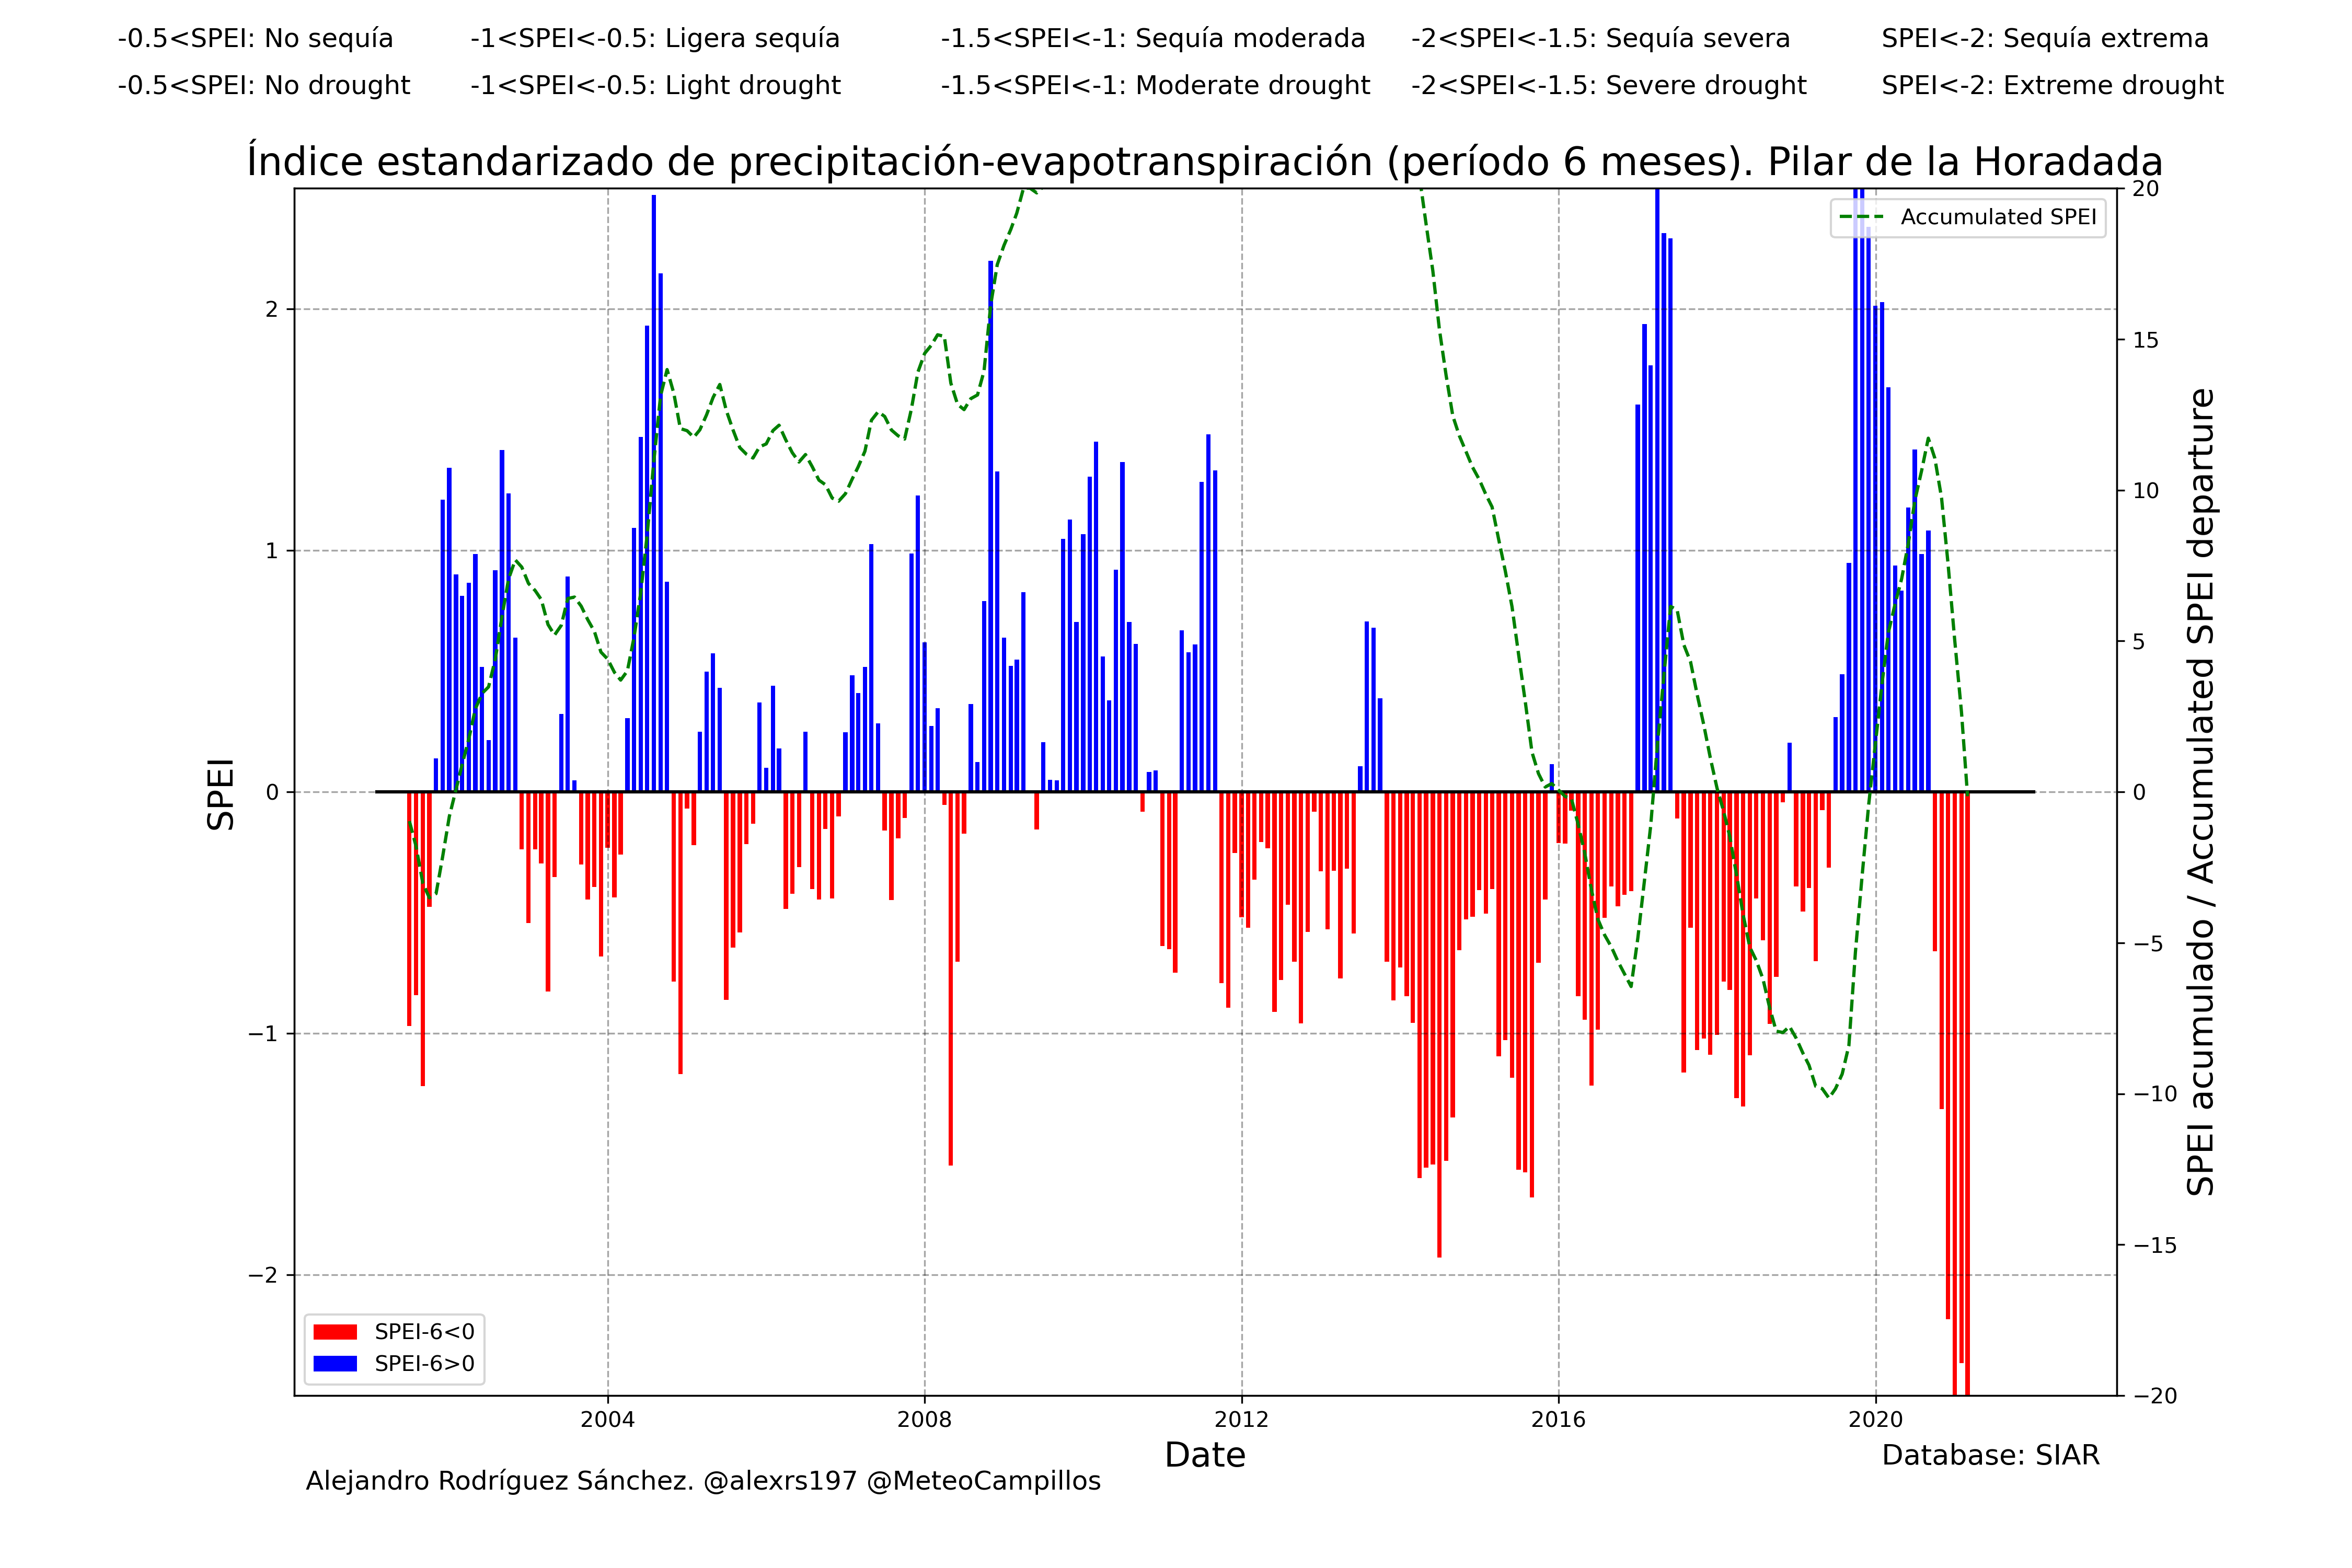 -0.5<SPEI: No sequía -1<SPEI<-0.5: Ligera sequía -1.5<SPEI<-1: Sequía moderada -2<SPEI<-1.5: Sequía severa SPEI<-2: Sequía extrema
-0.5<SPEI: No drought -1<SPEI<-0.5: Light drought -1.5<SPEI<-1: Moderate drought -2<SPEI<-1.5: Severe drought SPEI<-2: Extreme drought
Índice estandarizado de precipitación-evapotranspiración (período 6 meses). Pilar de la Horadada
Accumulated SPEI
SPEI
2
1
0
−1
−2
20
15
10
5
0
−5
−10
−15
−20
SPEI acumulado / Accumulated SPEI departure
SPEI-6<0
SPEI-6>0
2004 2008 2012 2016 2020
Date
Database: SIAR
Alejandro Rodríguez Sánchez. @alexrs197 @MeteoCampillos